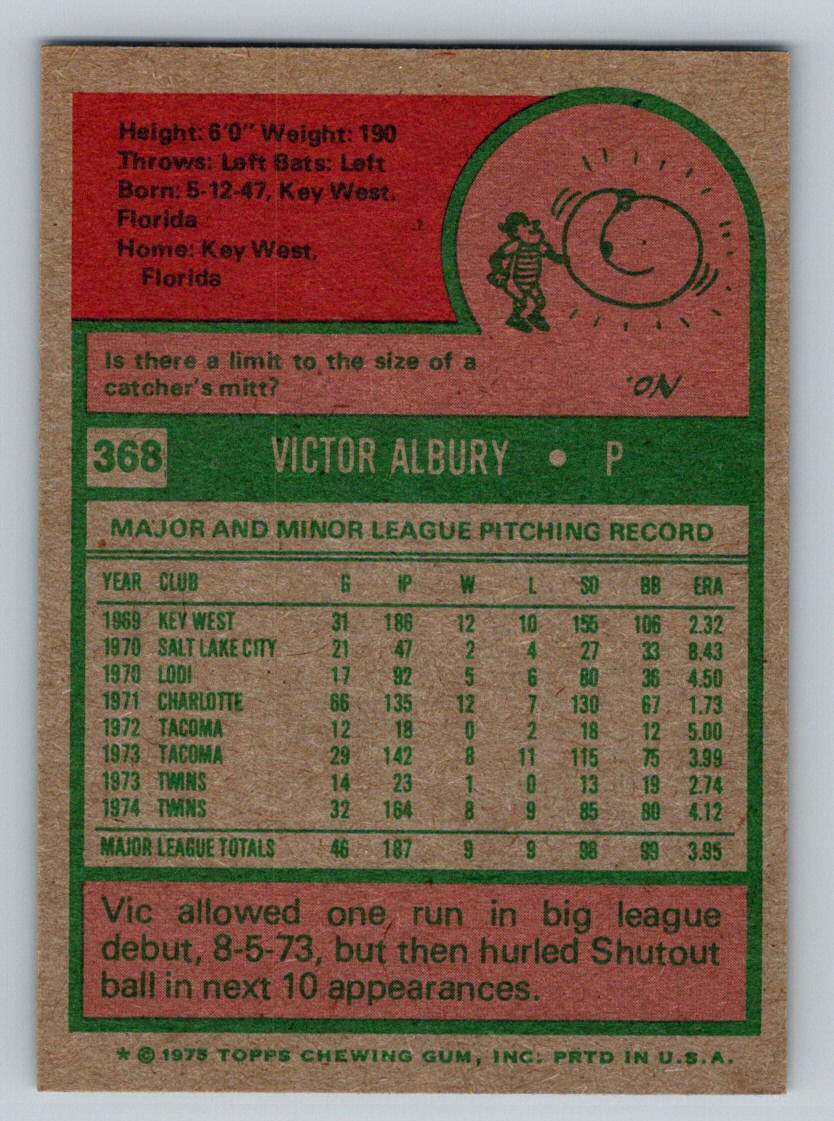 Height: 6'0" Weight: 190
Throws: Left Bats: Left
Born: 5-12-47, Key West,
Florida
Home: Key West,
Florida
Is there a limit to the size of a
catcher's mitt?
NO.
368 VICTOR ALBURY • P
MAJOR AND MINOR LEAGUE PITCHING RECORD
YEAR CLUB G IP W L SO BB ERA
1969 KEY WEST 31 186 12 10 155 106 2.32
1970 SALT LAKE CITY 21 47 2 4 27 33 8.43
1970 LODI 17 92 5 6 80 36 4.50
1971 CHARLOTTE 66 135 12 7 130 67 1.73
1972 TACOMA 12 18 0 2 18 12 5.00
1973 TACOMA 29 142 8 11 115 75 3.99
1973 TWINS 14 23 1 0 13 19 2.74
1974 TWINS 32 164 8 9 85 80 4.12
MAJOR LEAGUE TOTALS 46 187 9 9 98 99 3.95
Vic allowed one run in big league
debut, 8-5-73, but then hurled Shutout
ball in next 10 appearances.
* © 1975 TOPPS CHEWING GUM, INC. PRTD IN U.S.A.